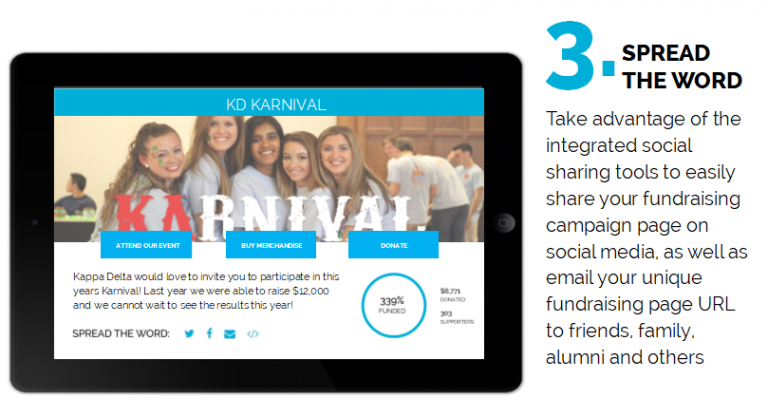 KD KARNIVAL
KARNIVAL
ATTEND OUR EVENT
BUY MERCHANDISE
DONATE
Kappa Delta would love to invite you to participate in this
years Karnival! Last year we were able to raise $12,000
and we cannot wait to see the results this year!
339%
FUNDED
$6,771
DONATED
303
SUPPORTERS
SPREAD THE WORD:
3.
SPREAD
THE WORD
Take advantage of the
integrated social
sharing tools to easily
share your fundraising
campaign page on
social media, as well as
email your unique
fundraising page URL
to friends, family,
alumni and others